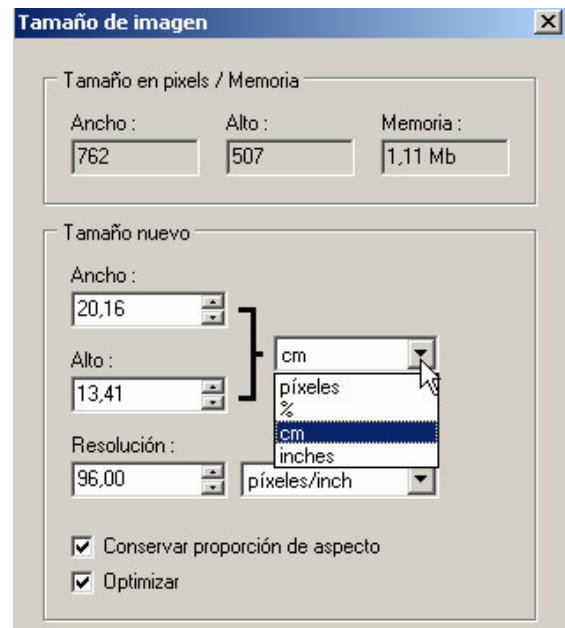 Tamaño de imagen
Tamaño en pixels / Memoria
Ancho : Alto : Memoria :
762 507 1,11 Mb
Tamaño nuevo
Ancho :
20,16
cm
Alto :
píxeles
13,41
%
cm
Resolución :
inches
96,00 píxeles/inch
Conservar proporción de aspecto
Optimizar